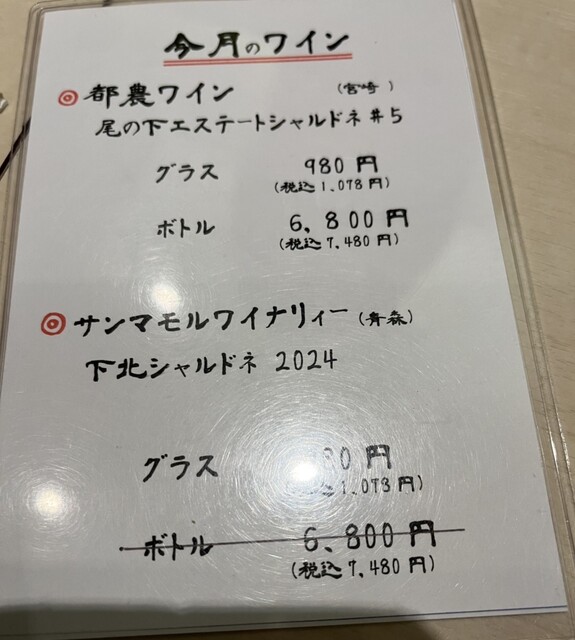 今月のワイン
◎ 都農ワイン (宮崎)
尾の下エステートシャルドネ #5
グラス 980円
(税込1,078円)
ボトル 6,800円
(税込7,480円)
◎ サンマモルワイナリィー (青森)
下北シャルドネ 2024
グラス 80円
1,078円)
ボトル 6,800円
(税込7,480円)